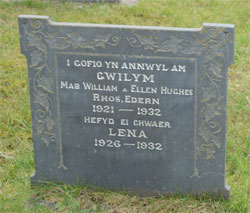 I GOFIO YN ANNWYL AM
GWILYM
MAB WILLIAM A ELLEN HUGHES
RHOS, EDERN
1921 — 1932
HEFYD EI CHWAER
LENA
1926 — 1932